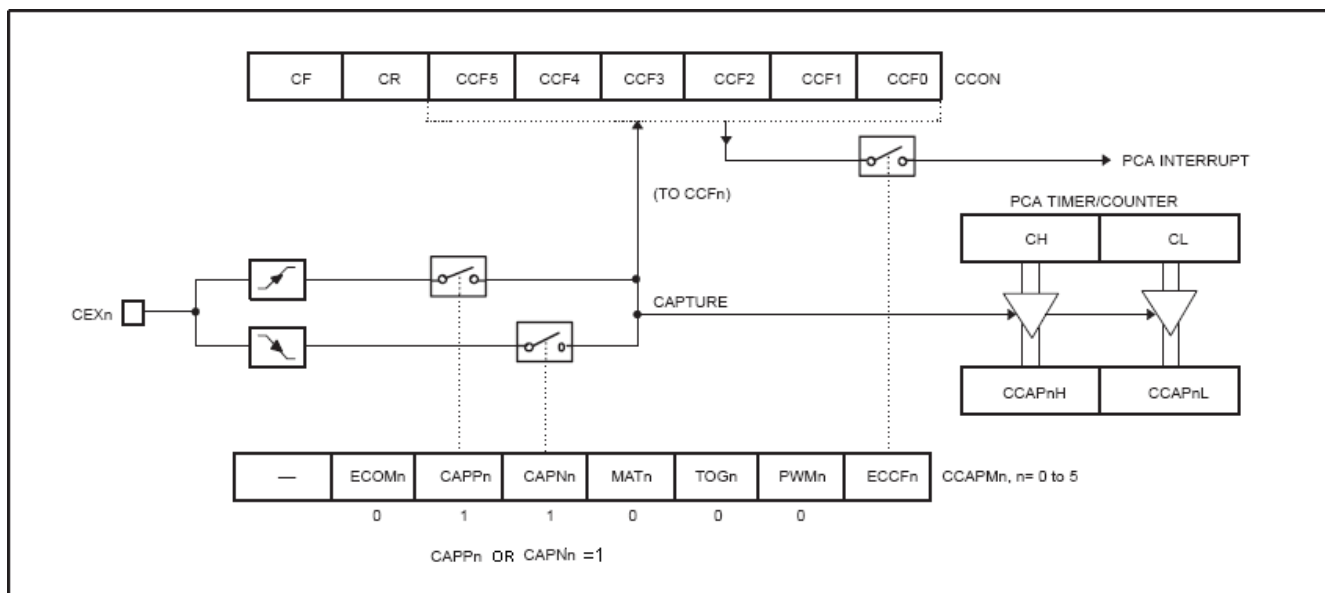 CF CR CCF5 CCF4 CCF3 CCF2 CCF1 CCF0 CCON
PCA INTERRUPT
(TO CCFn)
PCA TIMER/COUNTER
CH CL
CAPTURE
CEXn
CCAPnH CCAPnL
— ECOMn CAPPn CAPNn MATn TOGn PWMn ECCFn CCAPMn, n= 0 to 5
0 1 1 0 0 0
CAPPn OR CAPNn =1